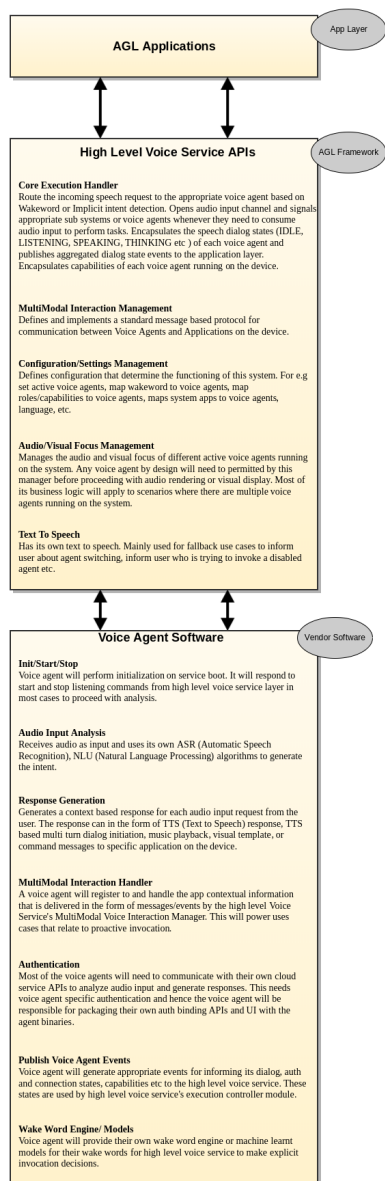 App Layer
AGL Applications
AGL Framework
High Level Voice Service APIs
Core Execution Handler
Route the incoming speech request to the appropriate voice agent based on
Wakeword or Implicit intent detection. Opens audio input channel and signals
appropriate sub systems or voice agents whenever they need to consume
audio input to perform tasks. Encapsulates the speech dialog states (IDLE,
LISTENING, SPEAKING, THINKING etc ) of each voice agent and
publishes aggregated dialog state events to the application layer.
Encapsulates capabilities of each voice agent running on the device.
MultiModal Interaction Management
Defines and implements a standard message based protocol for
communication between Voice Agents and Applications on the device.
Configuration/Settings Management
Defines configuration that determine the functioning of this system. For e.g
set active voice agents, map wakeword to voice agents, map
roles/capabilities to voice agents, maps system apps to voice agents,
language, etc.
Audio/Visual Focus Management
Manages the audio and visual focus of different active voice agents running
on the system. Any voice agent by design will need to permitted by this
manager before proceeding with audio rendering or visual display. Most of
its business logic will apply to scenarios where there are multiple voice
agents running on the system.
Text To Speech
Has its own text to speech. Mainly used for fallback use cases to inform
user about agent switching, inform user who is trying to invoke a disabled
agent etc.
Vendor Software
Voice Agent Software
Init/Start/Stop
Voice agent will perform initialization on service boot. It will respond to
start and stop listening commands from high level voice service layer in
most cases to proceed with analysis.
Audio Input Analysis
Receives audio as input and uses its own ASR (Automatic Speech
Recognition), NLU (Natural Language Processing) algorithms to generate
the intent.
Response Generation
Generates a context based response for each audio input request from the
user. The response can in the form of TTS (Text to Speech) response, TTS
based multi turn dialog initiation, music playback, visual template, or
command messages to specific application on the device.
MultiModal Interaction Handler
A voice agent will register to and handle the app contextual information
that is delivered in the form of messages/events by the high level Voice
Service's MultiModal Voice Interaction Manager. This will power uses
cases that relate to proactive invocation.
Authentication
Most of the voice agents will need to communicate with their own cloud
service APIs to analyze audio input and generate responses. This needs
voice agent specific authentication and hence the voice agent will be
responsible for packaging their own auth binding APIs and UI with the
agent binaries.
Publish Voice Agent Events
Voice agent will generate appropriate events for informing its dialog, auth
and connection states, capabilities etc to the high level voice service. These
states are used by high level voice service's execution controller module.
Wake Word Engine/ Models
Voice agent will provide their own wake word engine or machine learnt
models for their wake words for high level voice service to make explicit
invocation decisions.